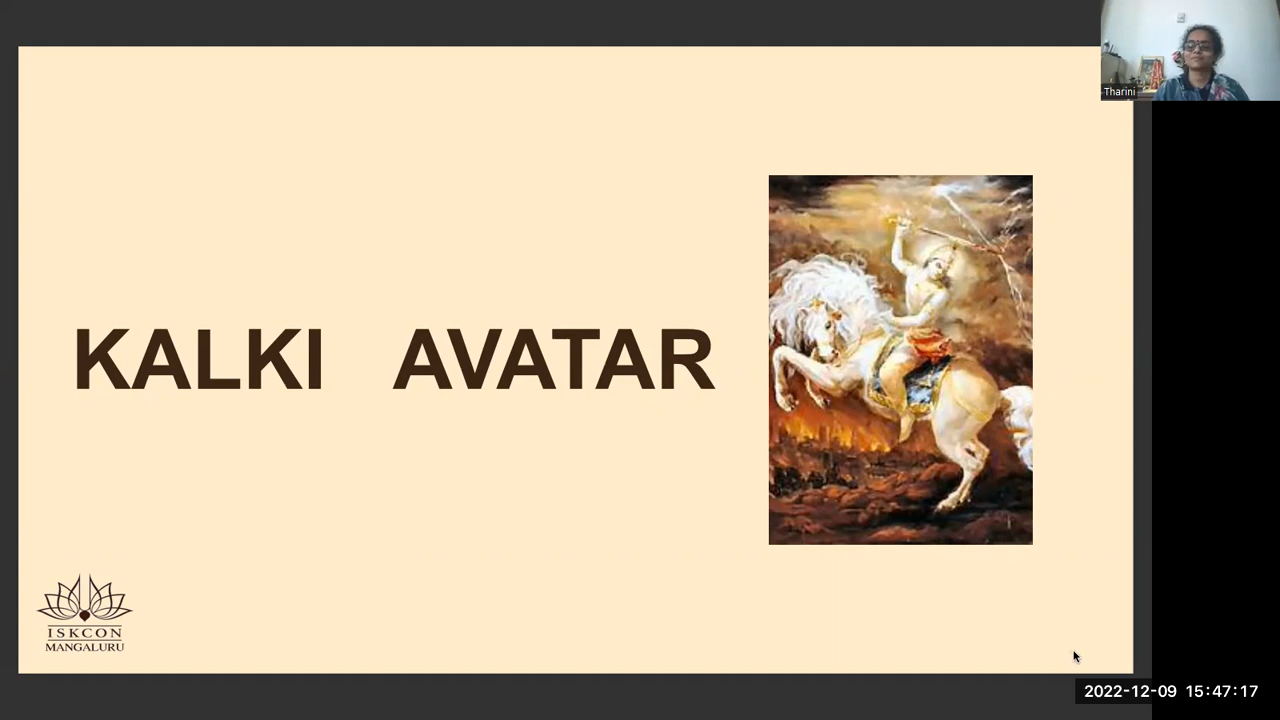 Tharini
KALKI AVATAR
ISKCON
MANGALURU
2022-12-09 15:47:17